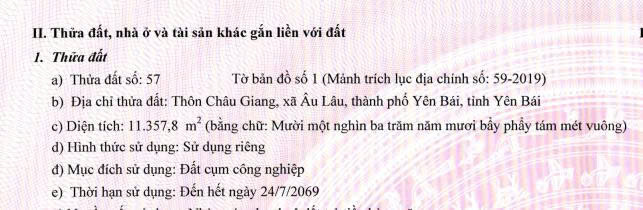 II. Thửa đất, nhà ở và tài sản khác gắn liền với đất
1. Thửa đất
a) Thửa đất số: 57 Tờ bản đồ số 1 (Mảnh trích lục địa chính số: 59-2019)
b) Địa chỉ thửa đất: Thôn Châu Giang, xã Âu Lâu, thành phố Yên Bái, tỉnh Yên Bái
c) Diện tích: 11.357,8 m² (bằng chữ: Mười một nghìn ba trăm năm mươi bẩy phẩy tám mét vuông)
d) Hình thức sử dụng: Sử dụng riêng
đ) Mục đích sử dụng: Đất cụm công nghiệp
e) Thời hạn sử dụng: Đến hết ngày 24/7/2069